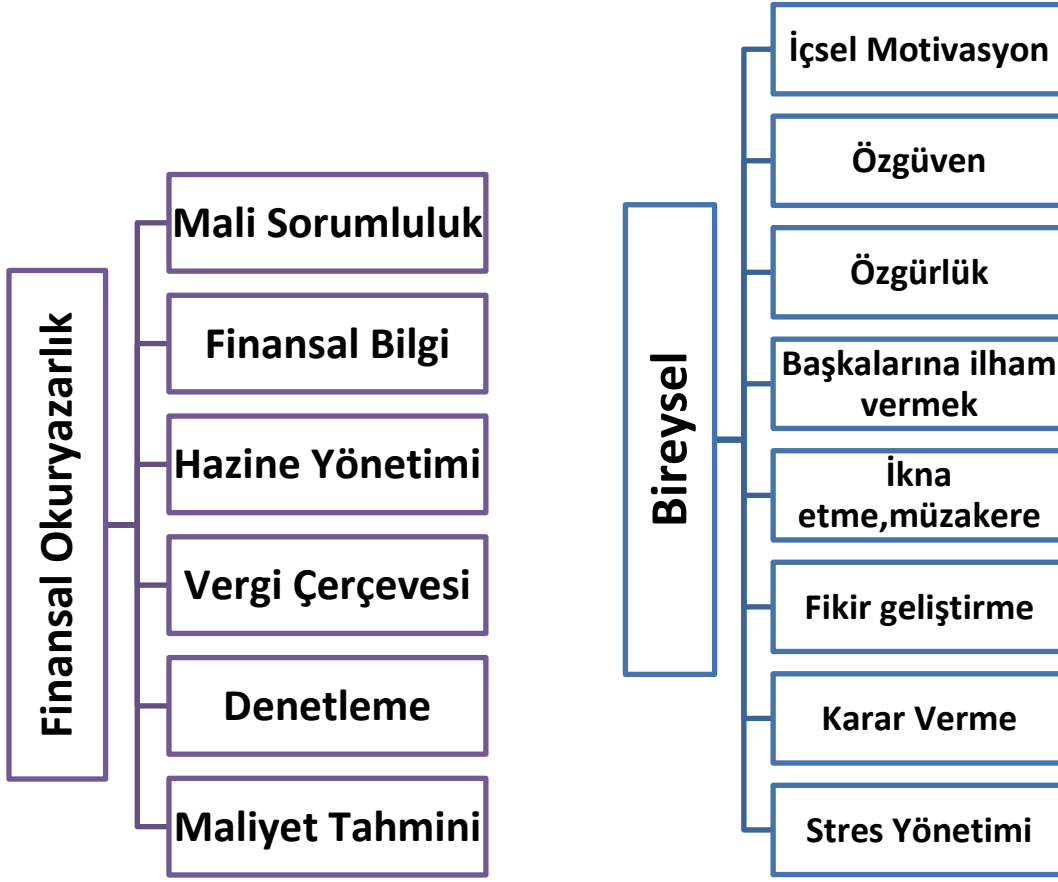 Finansal Okuryazarlık
Mali Sorumluluk
Finansal Bilgi
Hazine Yönetimi
Vergi Çerçevesi
Denetleme
Maliyet Tahmini
Bireysel
İçsel Motivasyon
Özgüven
Özgürlük
Başkalarına ilham
vermek
İkna
etme,müzakere
Fikir geliştirme
Karar Verme
Stres Yönetimi